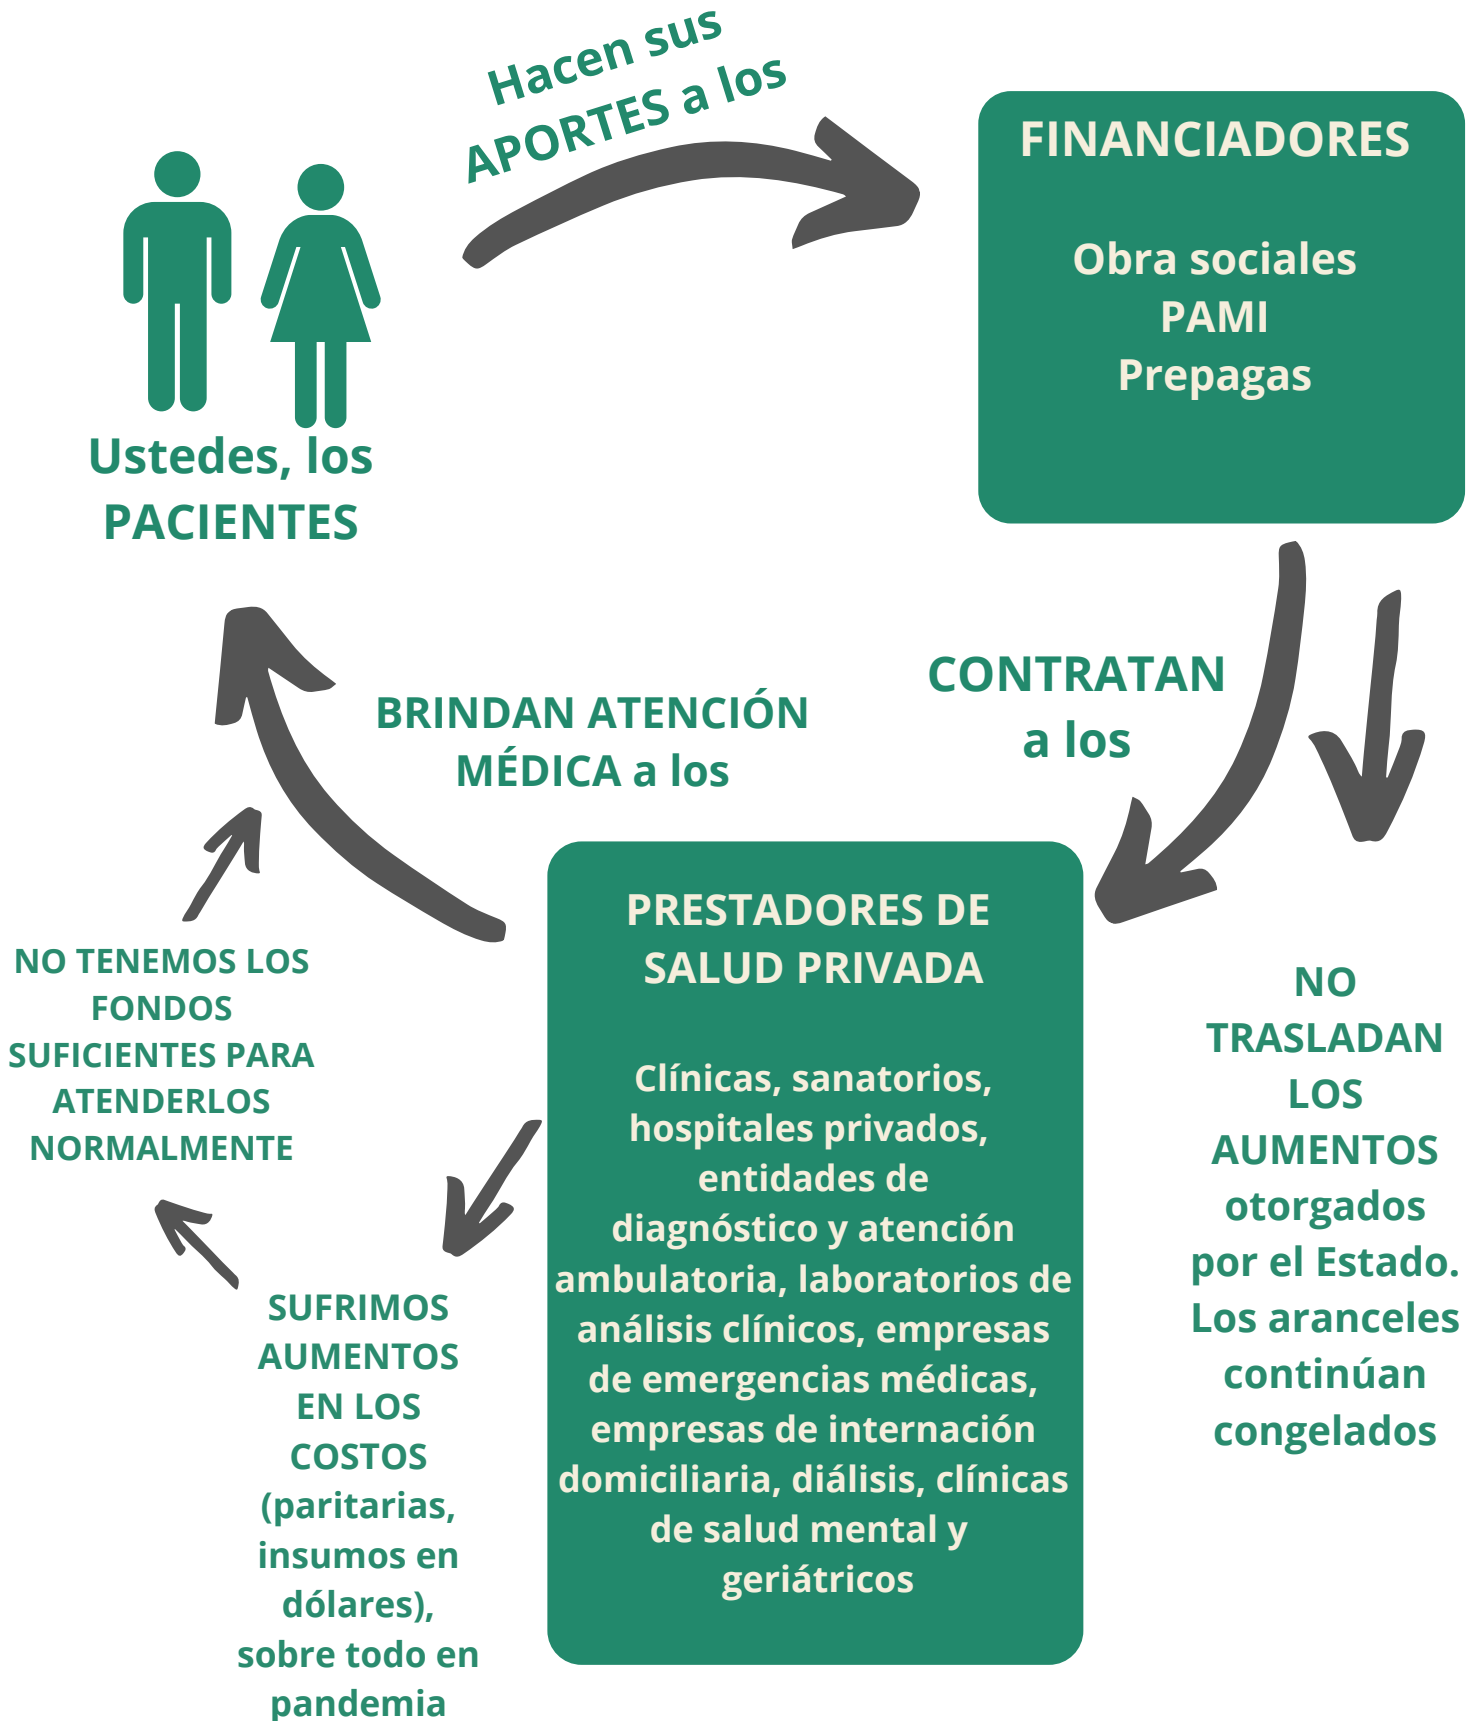 Hacen sus
APORTES a los
FINANCIADORES
Obra sociales
PAMI
Prepagas
Ustedes, los
PACIENTES
CONTRATAN
a los
BRINDAN ATENCIÓN
MÉDICA a los
PRESTADORES DE
SALUD PRIVADA
Clínicas, sanatorios,
hospitales privados,
entidades de
diagnóstico y atención
ambulatoria, laboratorios de
análisis clínicos, empresas
de emergencias médicas,
empresas de internación
domiciliaria, diálisis, clínicas
de salud mental y
geriátricos
NO
TRASLADAN
LOS
AUMENTOS
otorgados
por el Estado.
Los aranceles
continúan
congelados
NO TENEMOS LOS
FONDOS
SUFICIENTES PARA
ATENDERLOS
NORMALMENTE
SUFRIMOS
AUMENTOS
EN LOS
COSTOS
(paritarias,
insumos en
dólares),
sobre todo en
pandemia